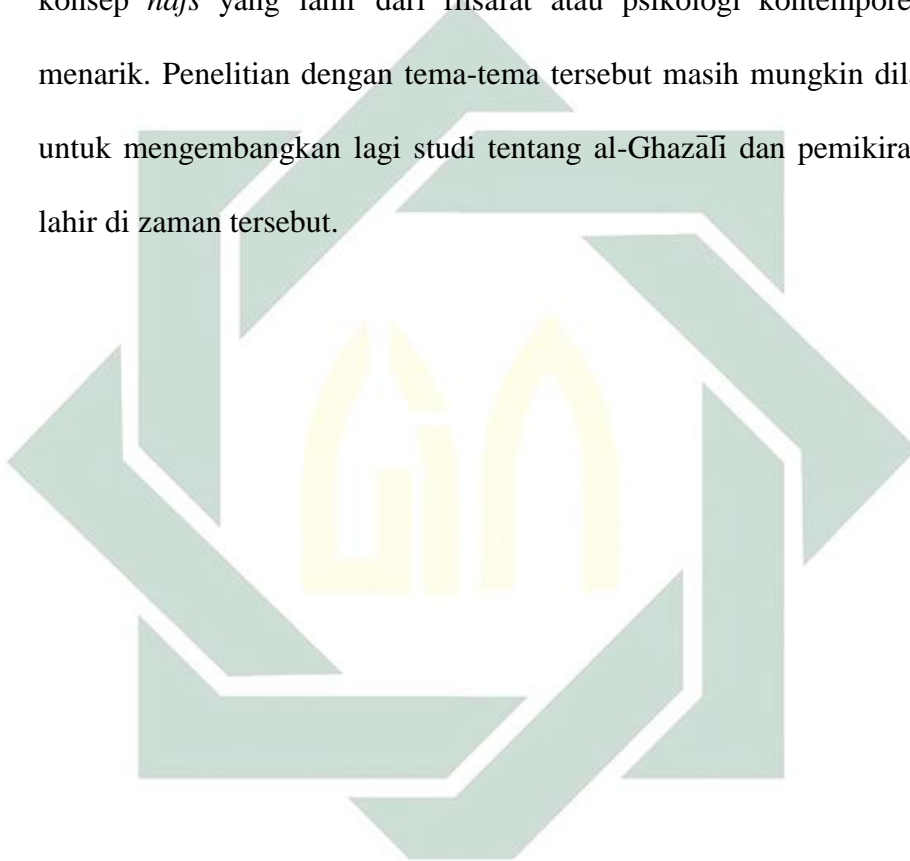 konsep nafs yang lahir dari filsafat atau psikologi kontempore
menarik. Penelitian dengan tema-tema tersebut masih mungkin dil
untuk mengembangkan lagi studi tentang al-Ghazālī dan pemikira
lahir di zaman tersebut.